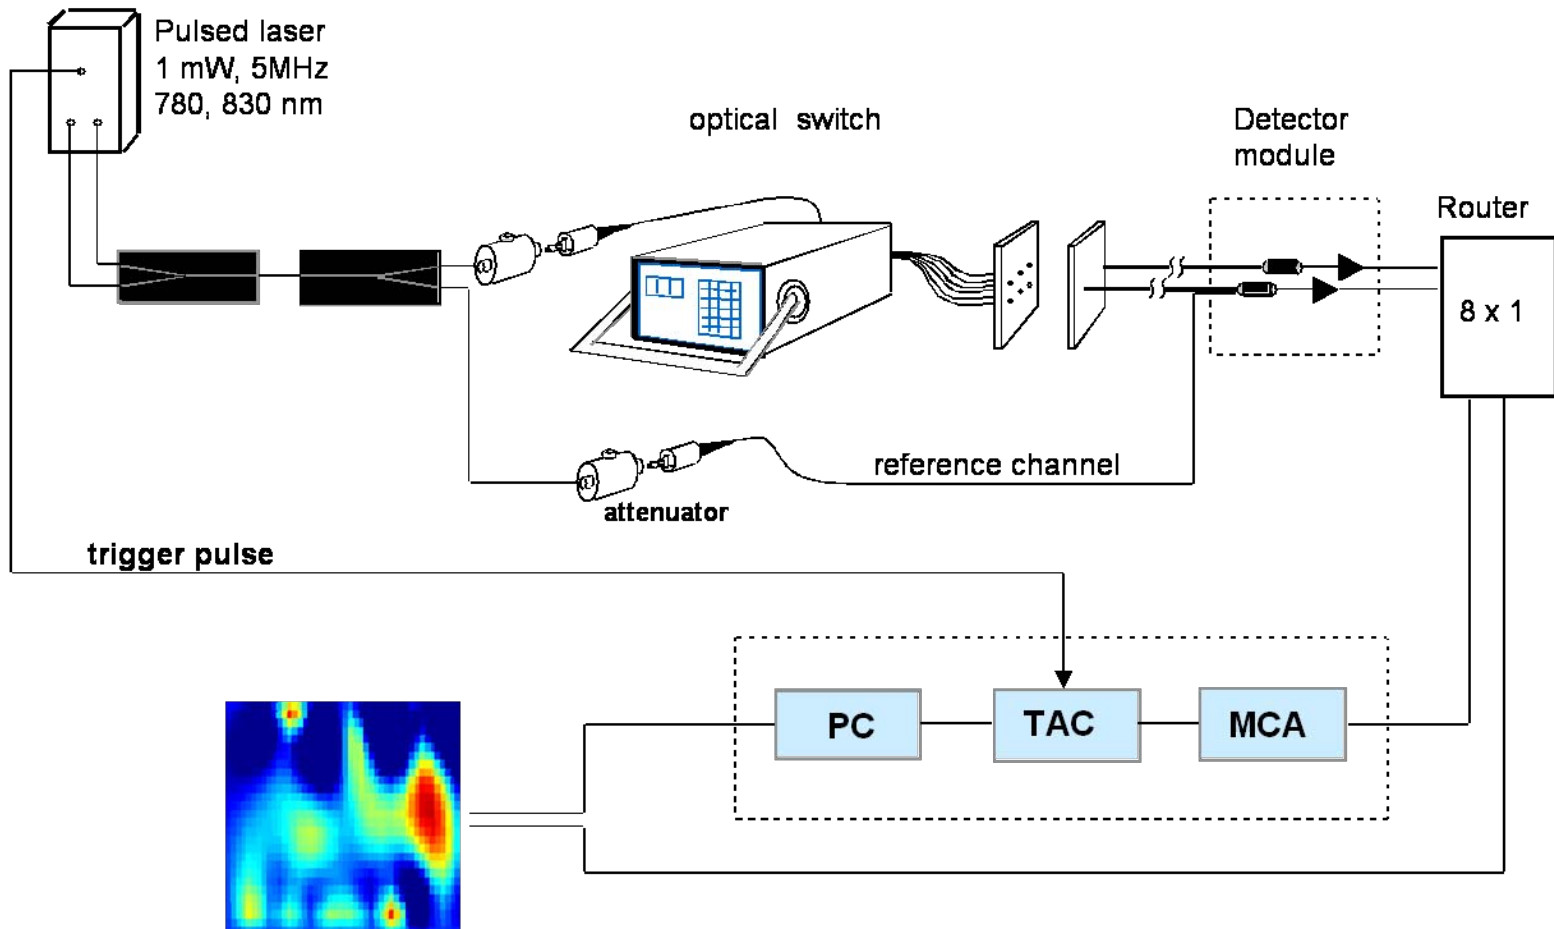 Pulsed laser
1 mW, 5MHz
780, 830 nm
optical switch
Detector
module
Router
8 x 1
reference channel
attenuator
trigger pulse
PC
TAC
MCA